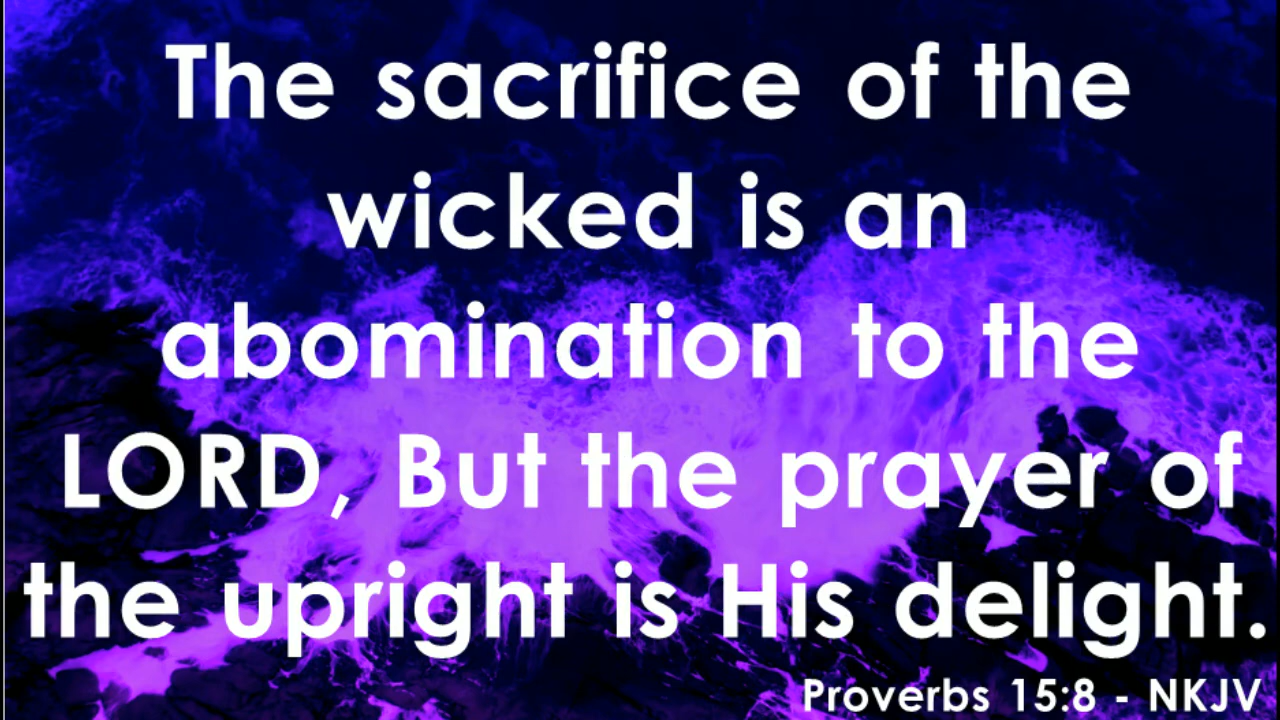 The sacrifice of the
wicked is an
abomination to the
LORD, But the prayer of
the upright is His delight.
Proverbs 15:8 - NKJV